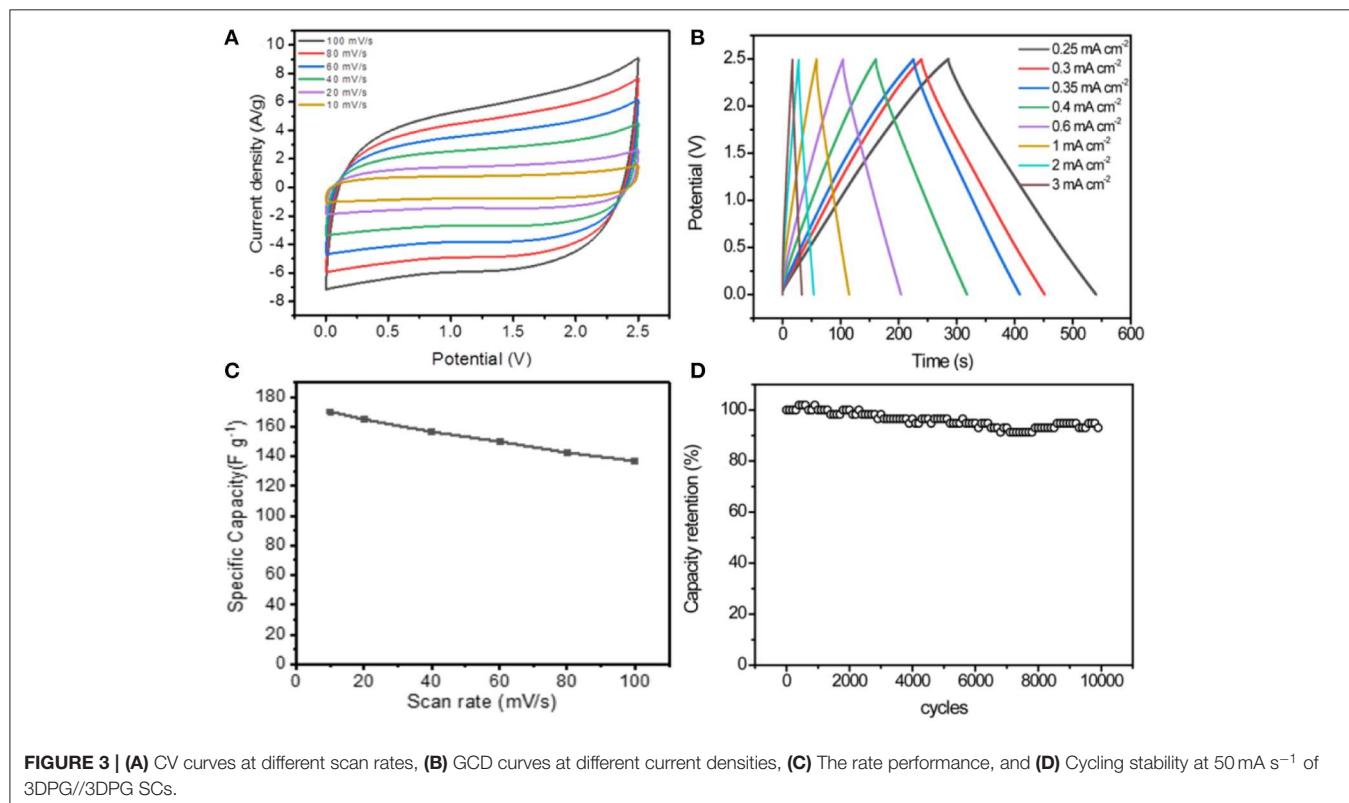 A
100 mV/s
80 mV/s
60 mV/s
40 mV/s
20 mV/s
10 mV/s
10
8
6
4
2
0
-2
-4
-6
-8
Current density (A/g)
0.0 0.5 1.0 1.5 2.0 2.5
Potential (V)
B
0.25 mA cm⁻²
0.3 mA cm⁻²
0.35 mA cm⁻²
0.4 mA cm⁻²
0.6 mA cm⁻²
1 mA cm⁻²
2 mA cm⁻²
3 mA cm⁻²
2.5
2.0
1.5
1.0
0.5
0.0
Potential (V)
0 100 200 300 400 500 600
Time (s)
C
180
160
140
120
100
80
60
40
20
0
Specific Capacity(F g⁻¹)
0 20 40 60 80 100
Scan rate (mV/s)
D
100
80
60
40
20
0
Capacity retention (%)
0 2000 4000 6000 8000 10000
cycles
FIGURE 3 | (A) CV curves at different scan rates, (B) GCD curves at different current densities, (C) The rate performance, and (D) Cycling stability at 50 mA s⁻¹ of
3DPG//3DPG SCs.